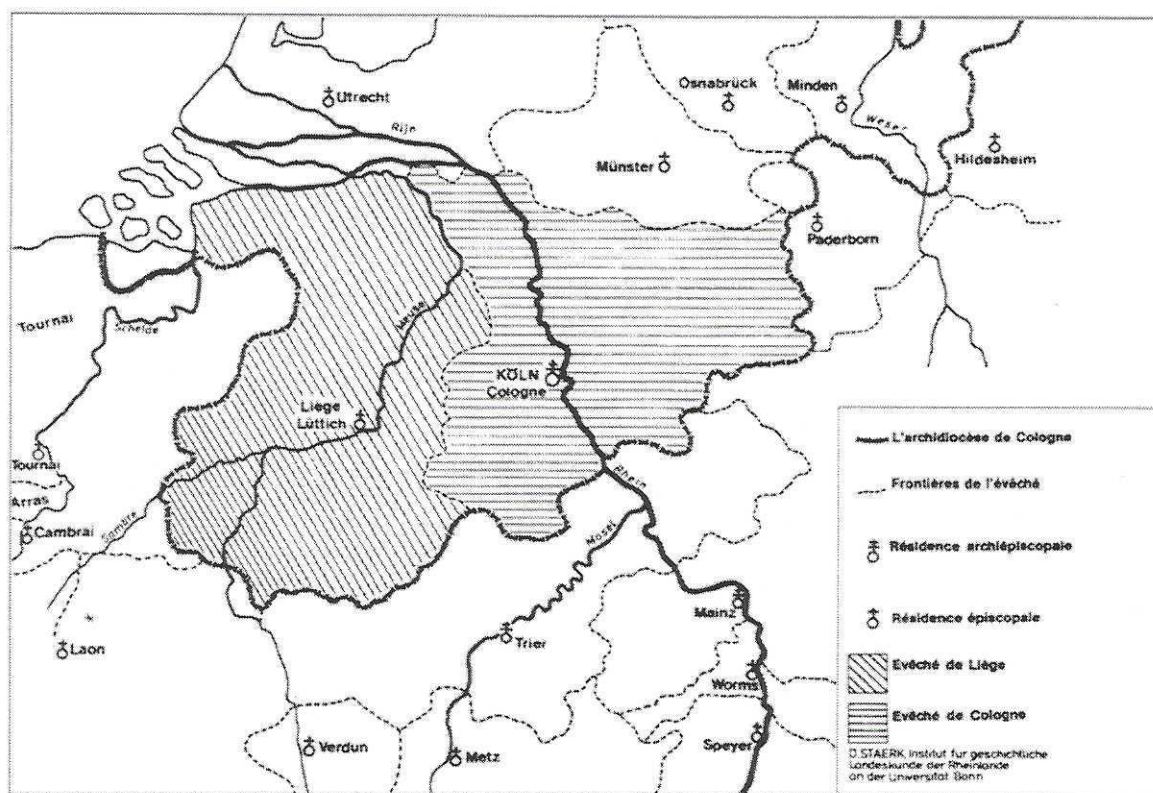 Utrecht
Osnabrück
Minden
Rijn
Weser
Münster
Hildesheim
Paderborn
Tournai
Schelde
Meuse
KÖLN
Cologne
Liège
Lüttich
Tournai
Arras
Cambrai
Sambre
Rhein
Mosel
Laon
Trier
Mainz
Worms
Verdun
Metz
Speyer
L'archidiocèse de Cologne
Frontières de l'évêché
Résidence archiépiscopale
Résidence épiscopale
Evêché de Liège
Evêché de Cologne
D.STAERK, Institut für geschichtliche
Landeskunde der Rheinlande
an der Universität Bonn